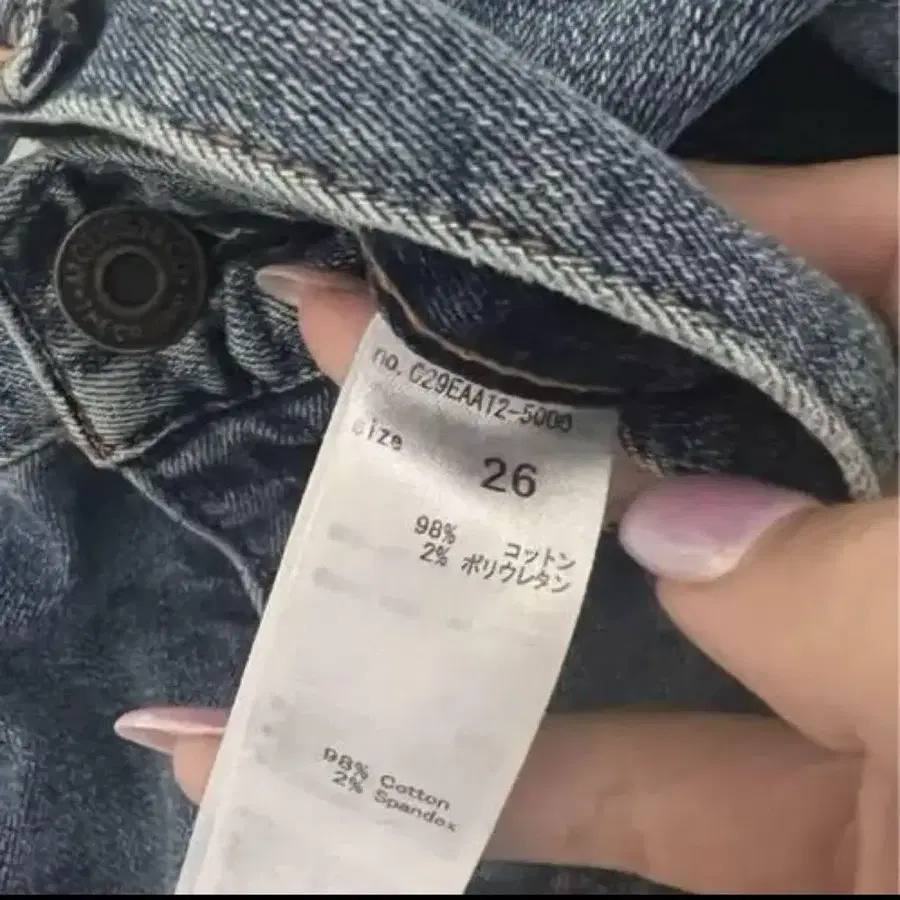 no. C29EAA12-5000
size
26
98% コットン
2% ポリウレタン
98% Cotton
2% Spandex